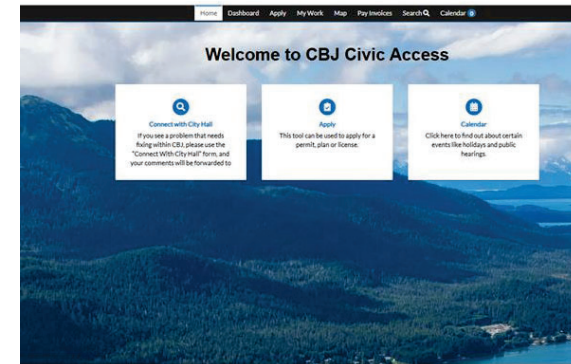 Home Dashboard Apply My Work Map Pay Invoices Search Calendar 0
Welcome to CBJ Civic Access
Connect with City Hall
If you see a problem that needs
fixing within CBJ, please use the
"Connect With City Hall" form, and
your comments will be forwarded to
Apply
This tool can be used to apply for a
permit, plan or license.
Calendar
Click here to find out about certain
events like holidays and public
hearings.